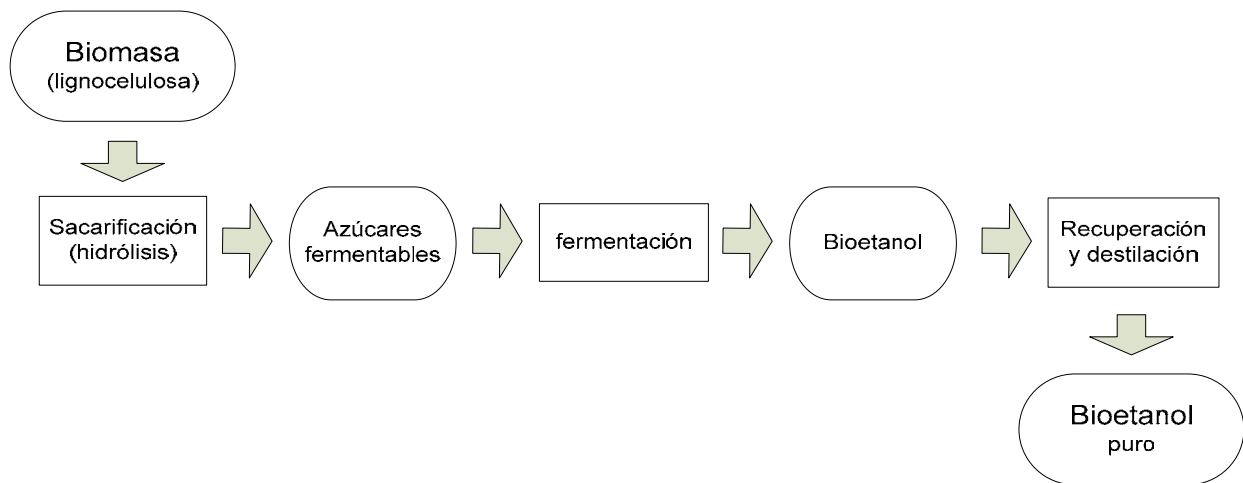 Biomasa
(lignocelulosa)
Sacarificación
(hidrólisis)
Azúcares
fermentables
fermentación
Bioetanol
Recuperación
y destilación
Bioetanol
puro